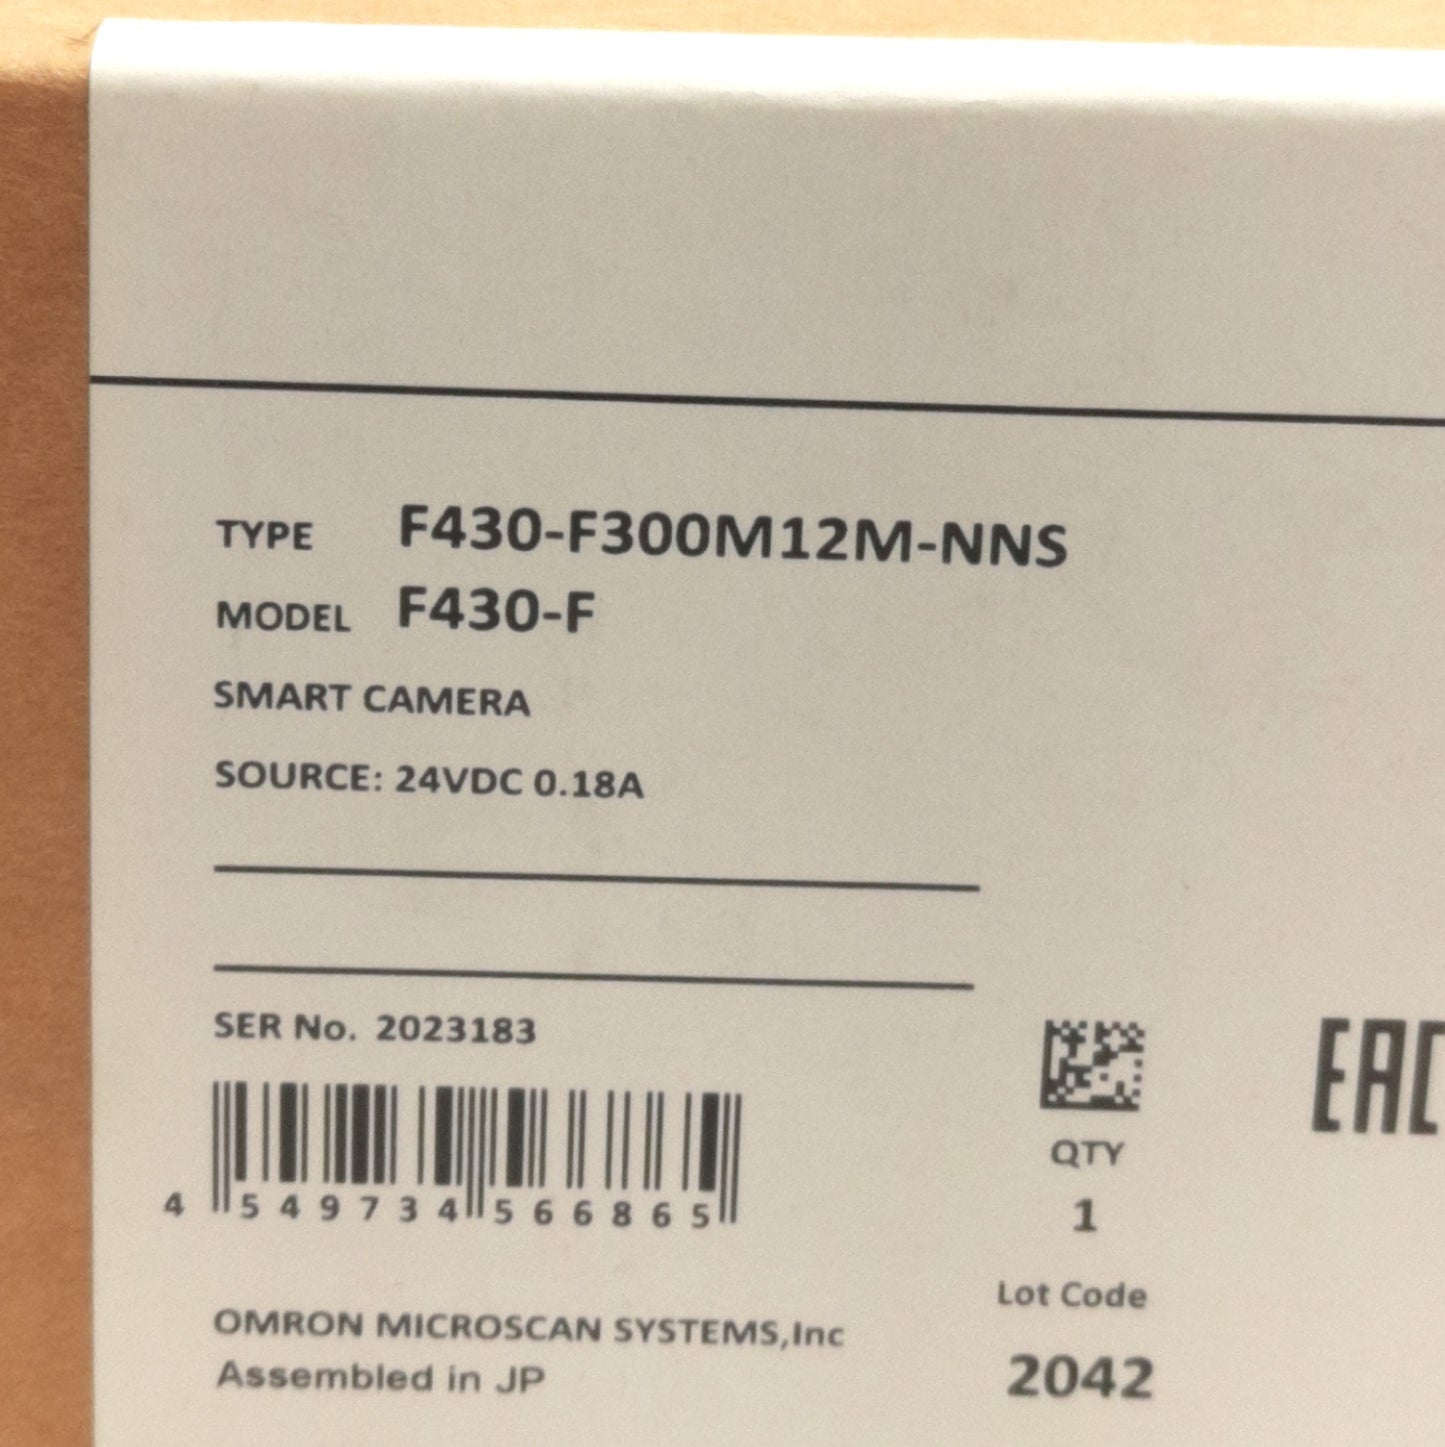 TYPE F430-F300M12M-NNS
MODEL F430-F
SMART CAMERA
SOURCE: 24VDC 0.18A
SER No. 2023183
4 549734 566865
QTY
1
EAC
Lot Code
2042
OMRON MICROSCAN SYSTEMS,Inc
Assembled in JP